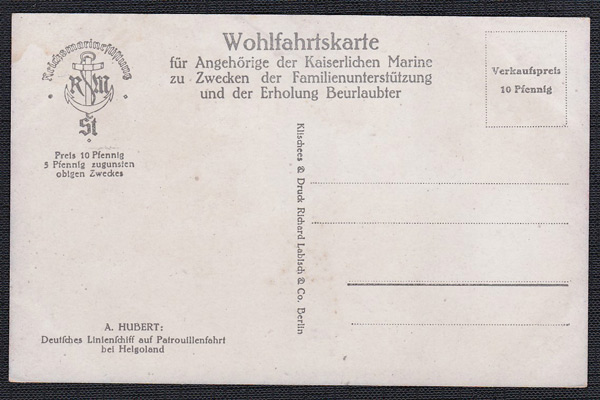 Wohlfahrtskarte
für Angehörige der Kaiserlichen Marine
zu Zwecken der Familienunterstützung
und der Erholung Beurlaubter
Reichsmarinestiftung
R M
St
Preis 10 Pfennig
5 Pfennig zugunsten
obigen Zweckes
Verkaufspreis
10 Pfennig
Klischees & Druck Richard Labisch & Co. Berlin
A. HUBERT:
Deutsches Linienschiff auf Patrouillenfahrt
bei Helgoland